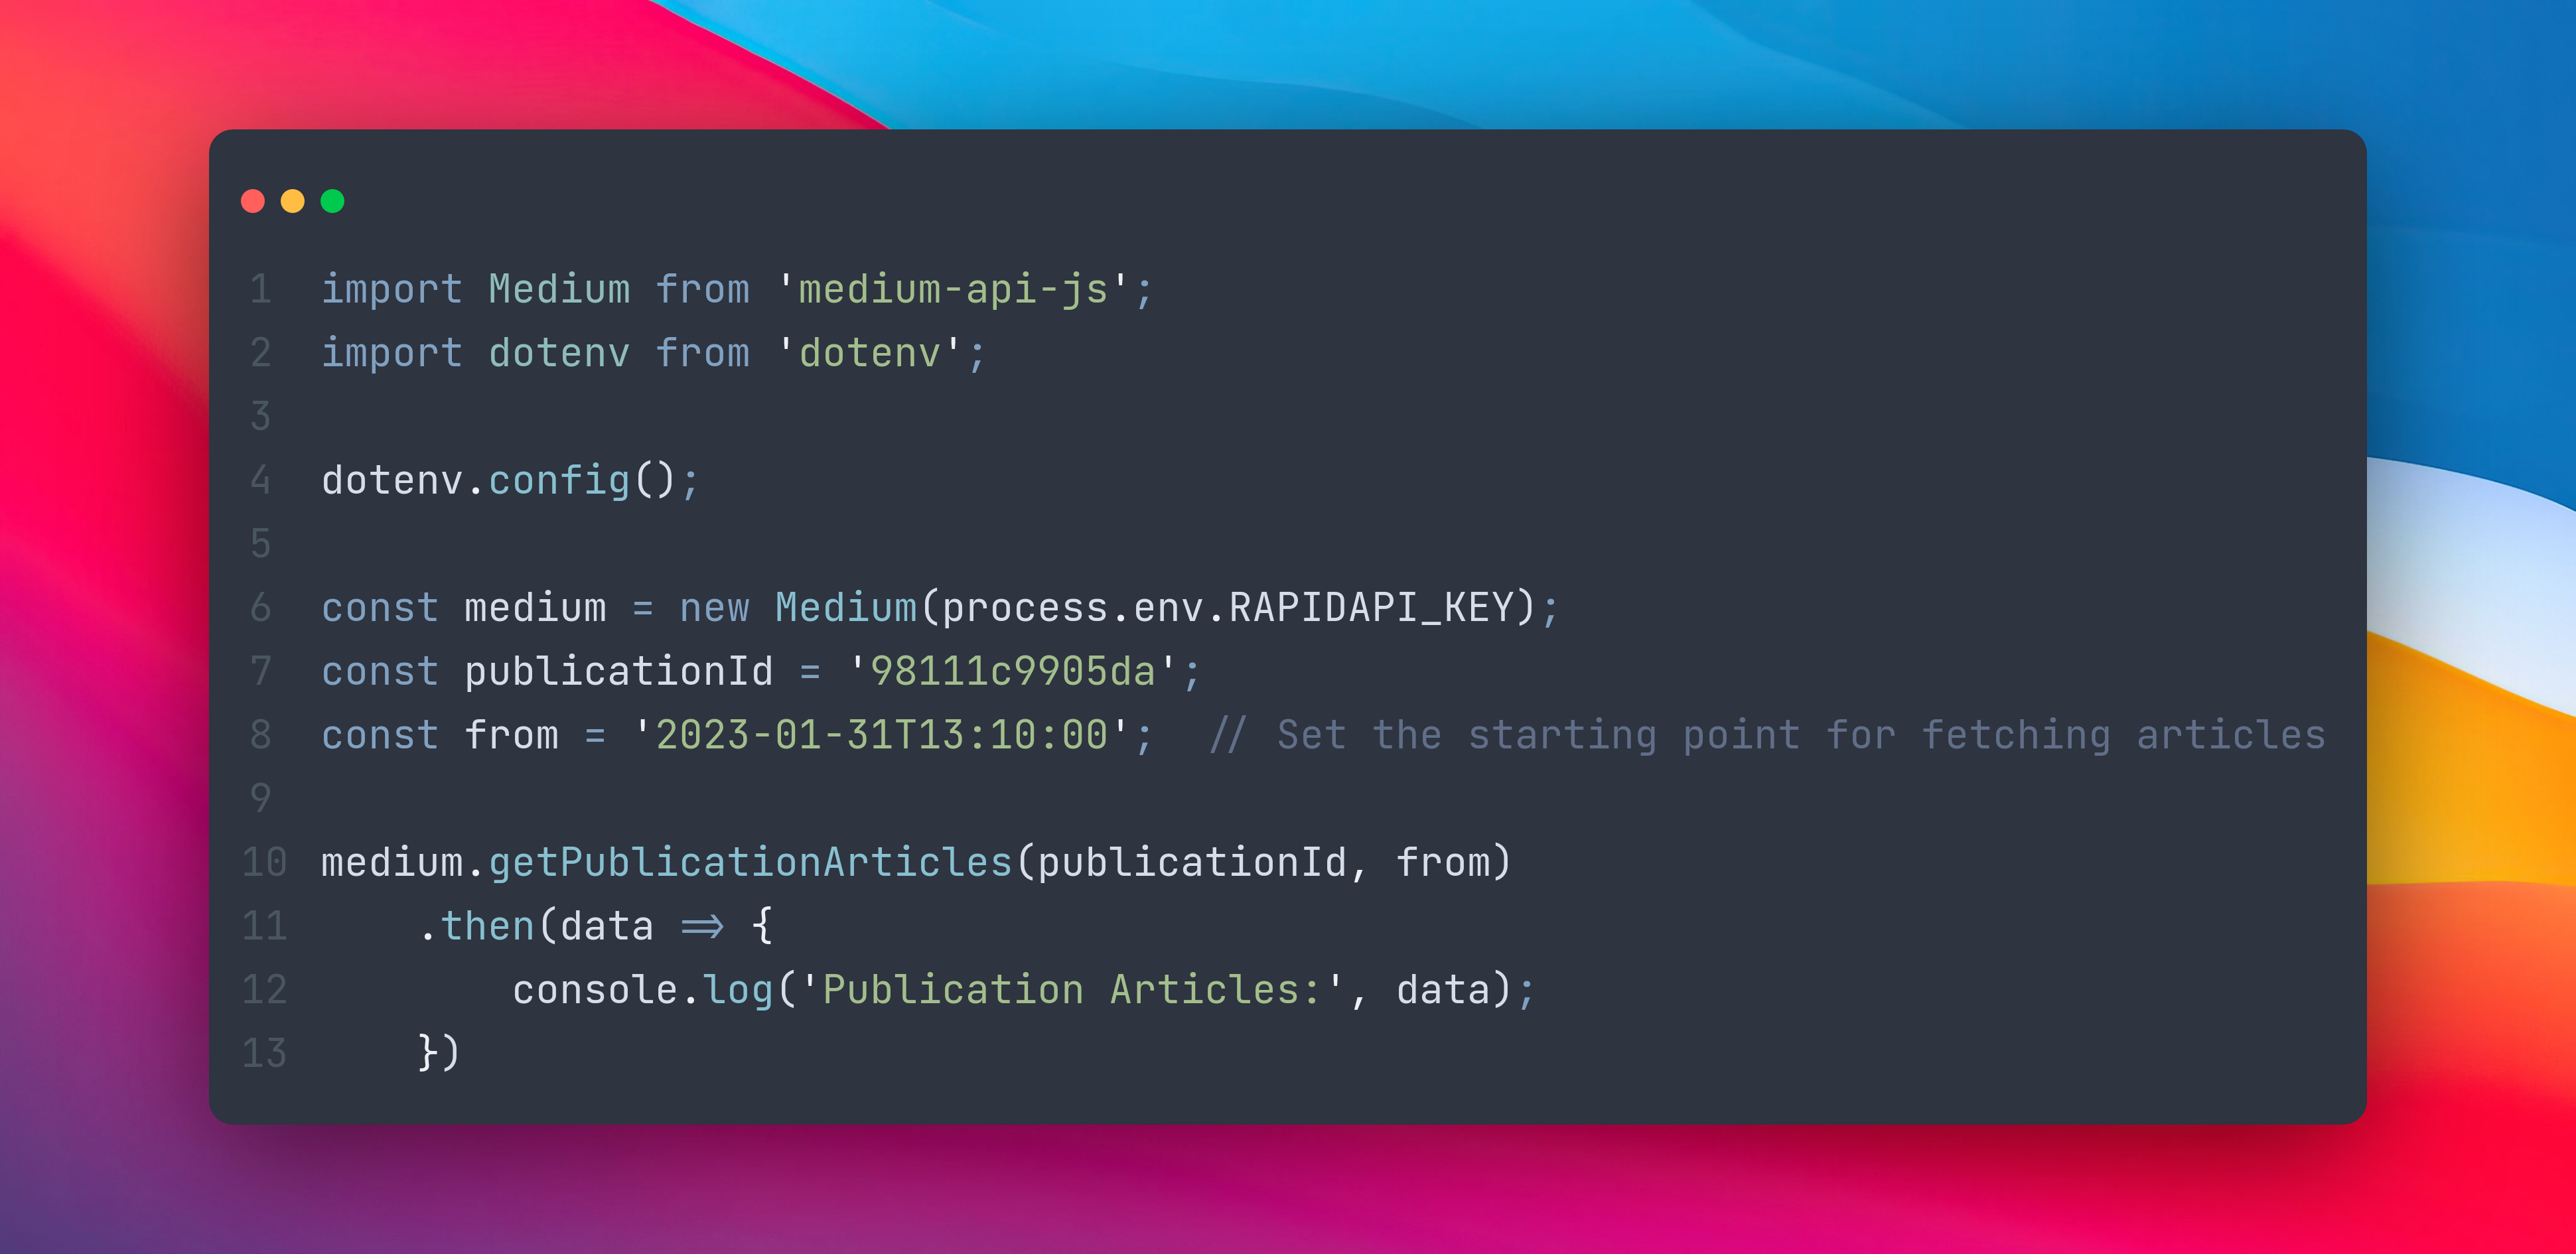 1 import Medium from 'medium-api-js';
2 import dotenv from 'dotenv';
3
4 dotenv.config();
5
6 const medium = new Medium(process.env.RAPIDAPI_KEY);
7 const publicationId = '98111c9905da';
8 const from = '2023-01-31T13:10:00';  // Set the starting point for fetching articles
9
10 medium.getPublicationArticles(publicationId, from)
11     .then(data => {
12         console.log('Publication Articles:', data);
13     })